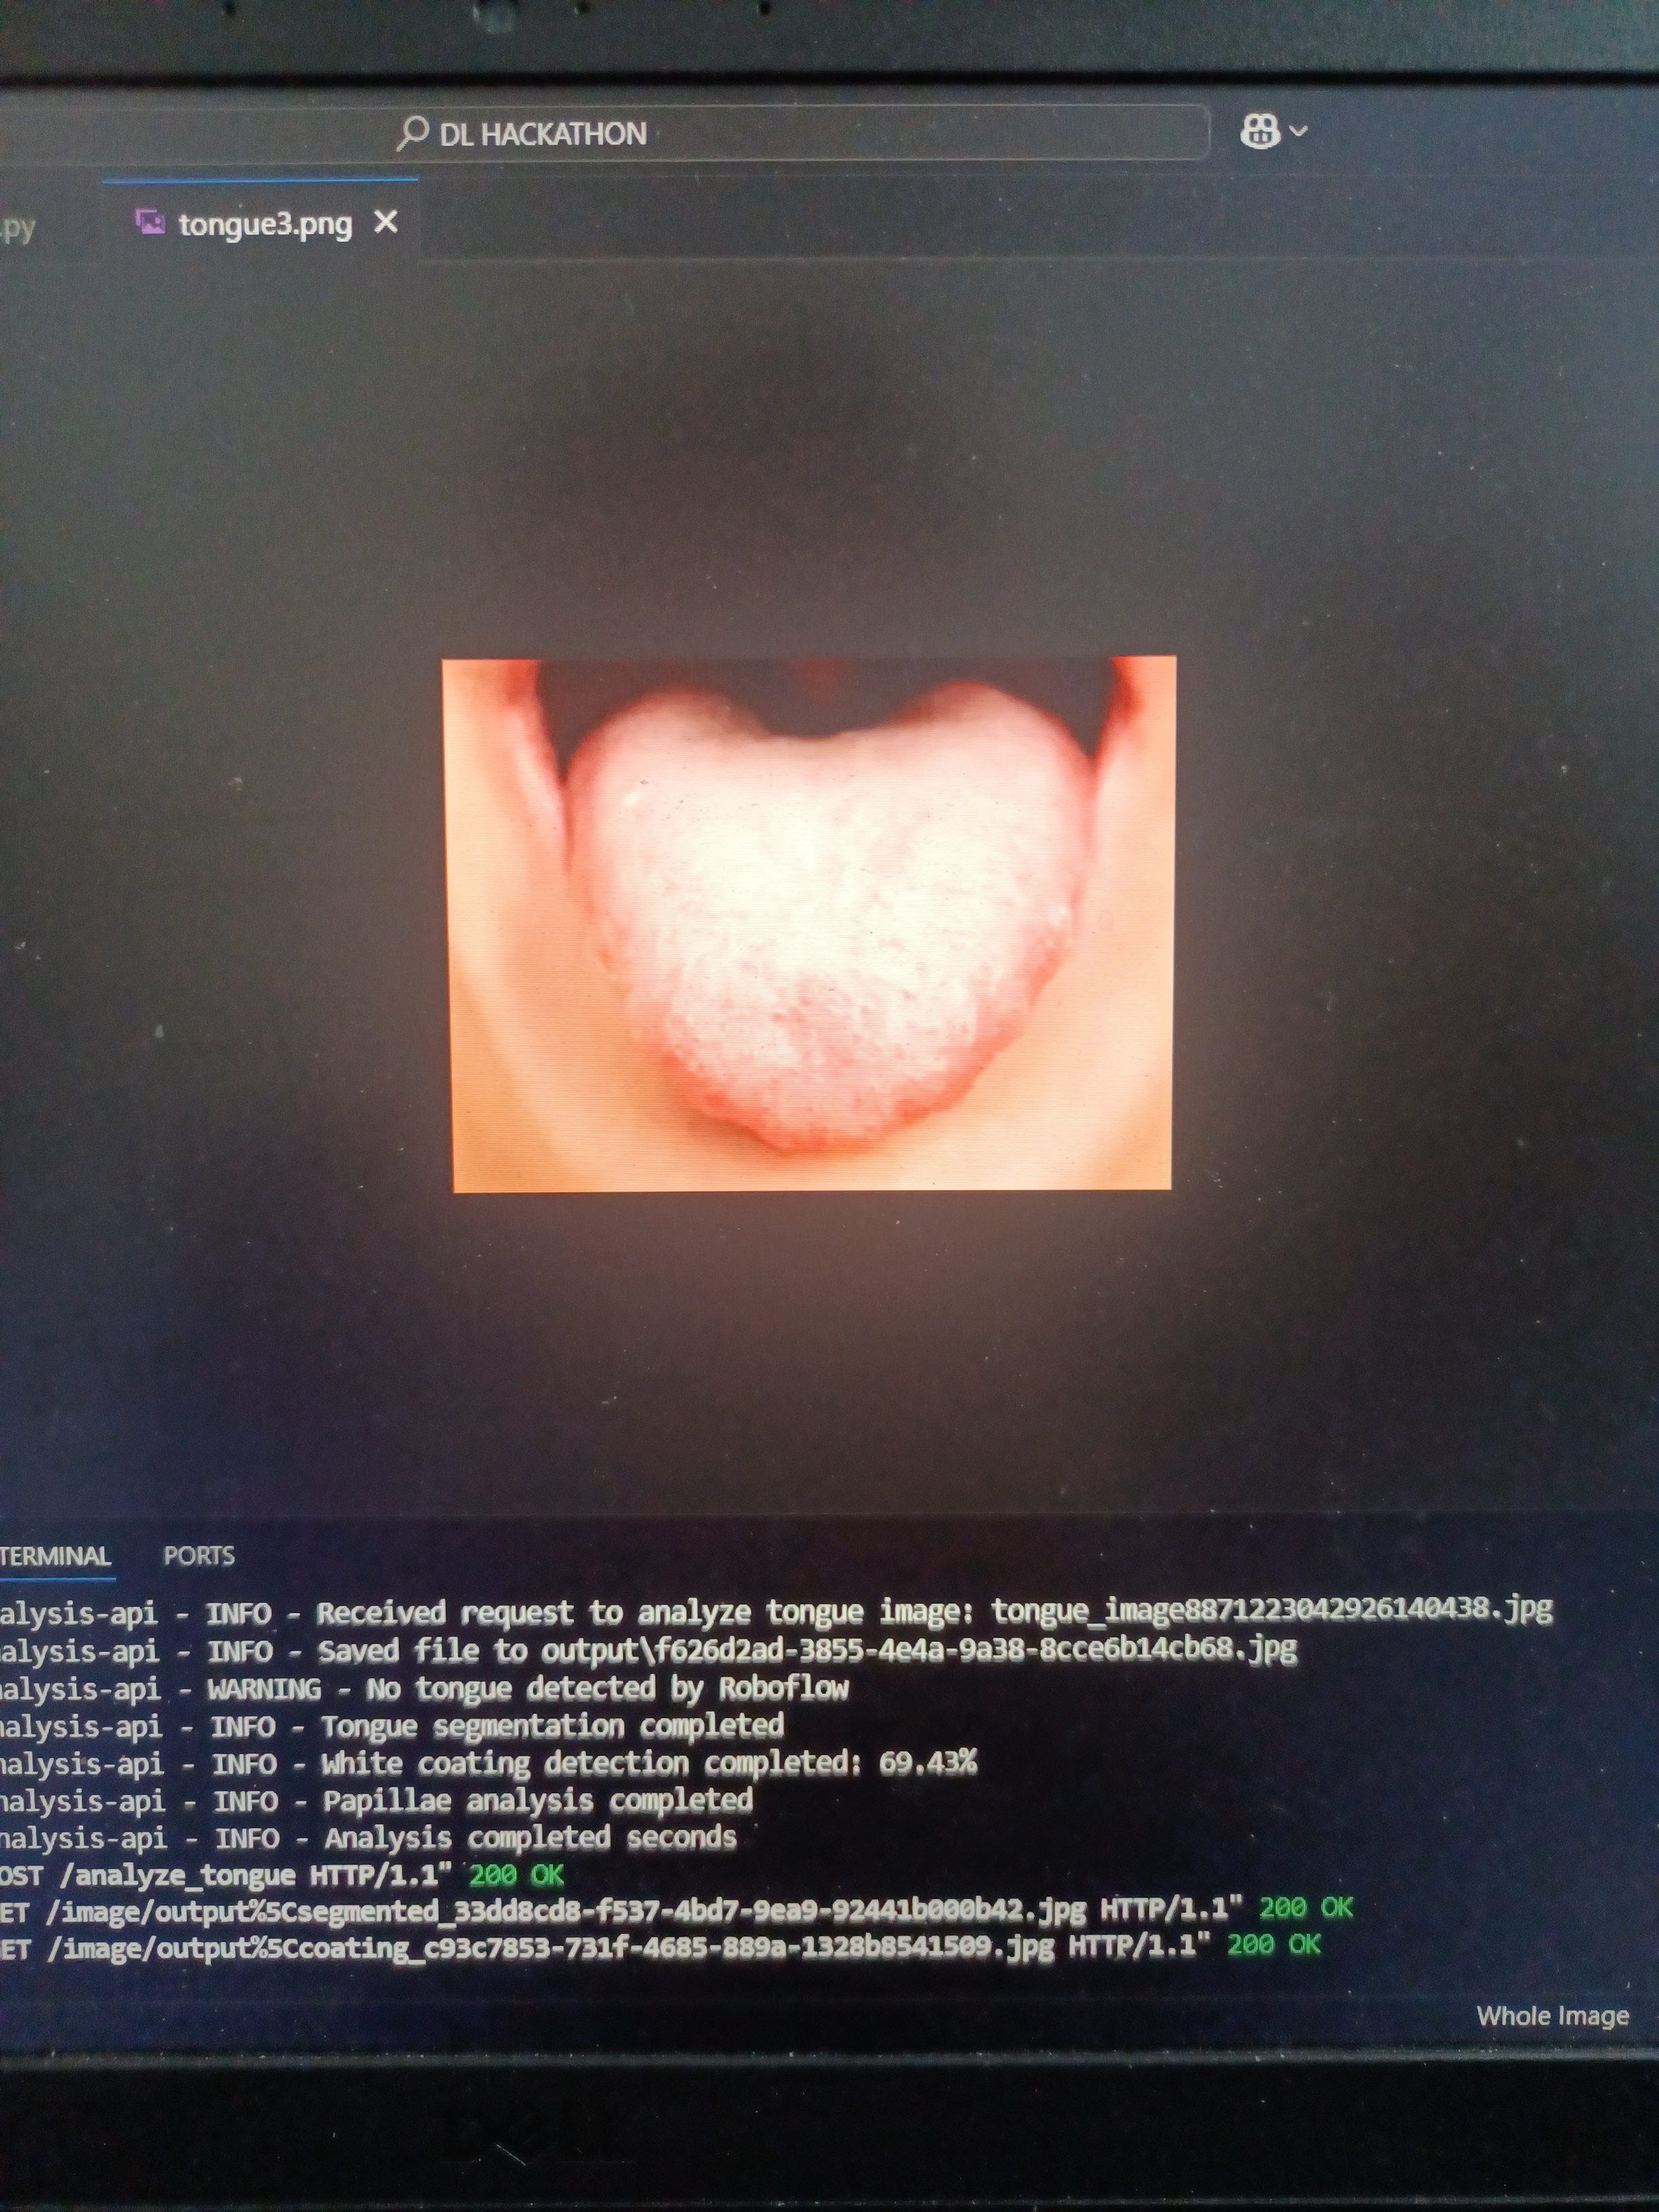 DL HACKATHON
.py
tongue3.png
TERMINAL PORTS
alysis-api - INFO - Received request to analyze tongue image: tongue_image8871223042926140438.jpg
alysis-api - INFO - Saved file to output\f626d2ad-3855-4e4a-9a38-8cce6b14cb68.jpg
alysis-api - WARNING - No tongue detected by Roboflow
alysis-api - INFO - Tongue segmentation completed
alysis-api - INFO - White coating detection completed: 69.43%
nalysis-api - INFO - Papillae analysis completed
nalysis-api - INFO - Analysis completed seconds
OST /analyze_tongue HTTP/1.1" 200 OK
ET /image/output%5Csegmented_33dd8cd8-f537-4bd7-9ea9-92441b000b42.jpg HTTP/1.1" 200 OK
ET /image/output%5Ccoating_c93c7853-731f-4685-889a-1328b8541509.jpg HTTP/1.1" 200 OK
Whole Image
DELL